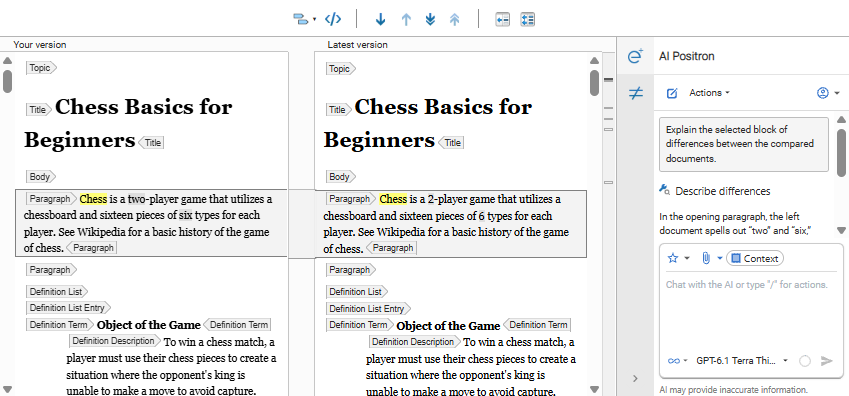 Your version
Topic
Title Chess Basics for
Beginners Title
Body
Paragraph Chess is a two-player game that utilizes a
chessboard and sixteen pieces of six types for each
player. See Wikipedia for a basic history of the game
of chess. Paragraph
Paragraph
Definition List
Definition List Entry
Definition Term Object of the Game Definition Term
Definition Description To win a chess match, a
player must use their chess pieces to create a
situation where the opponent's king is
unable to make a move to avoid capture.
Latest version
Topic
Title Chess Basics for
Beginners Title
Body
Paragraph Chess is a 2-player game that utilizes a
chessboard and sixteen pieces of 6 types for each
player. See Wikipedia for a basic history of the game
of chess. Paragraph
Paragraph
Definition List
Definition List Entry
Definition Term Object of the Game Definition Term
Definition Description To win a chess match, a
player must use their chess pieces to create a
situation where the opponent's king is
unable to make a move to avoid capture.
AI Positron
Actions
Explain the selected block of
differences between the compared
documents.
Describe differences
In the opening paragraph, the left
document spells out “two” and “six,”
Context
Chat with the AI or type "/" for actions.
GPT-6.1 Terra Thi...
AI may provide inaccurate information.